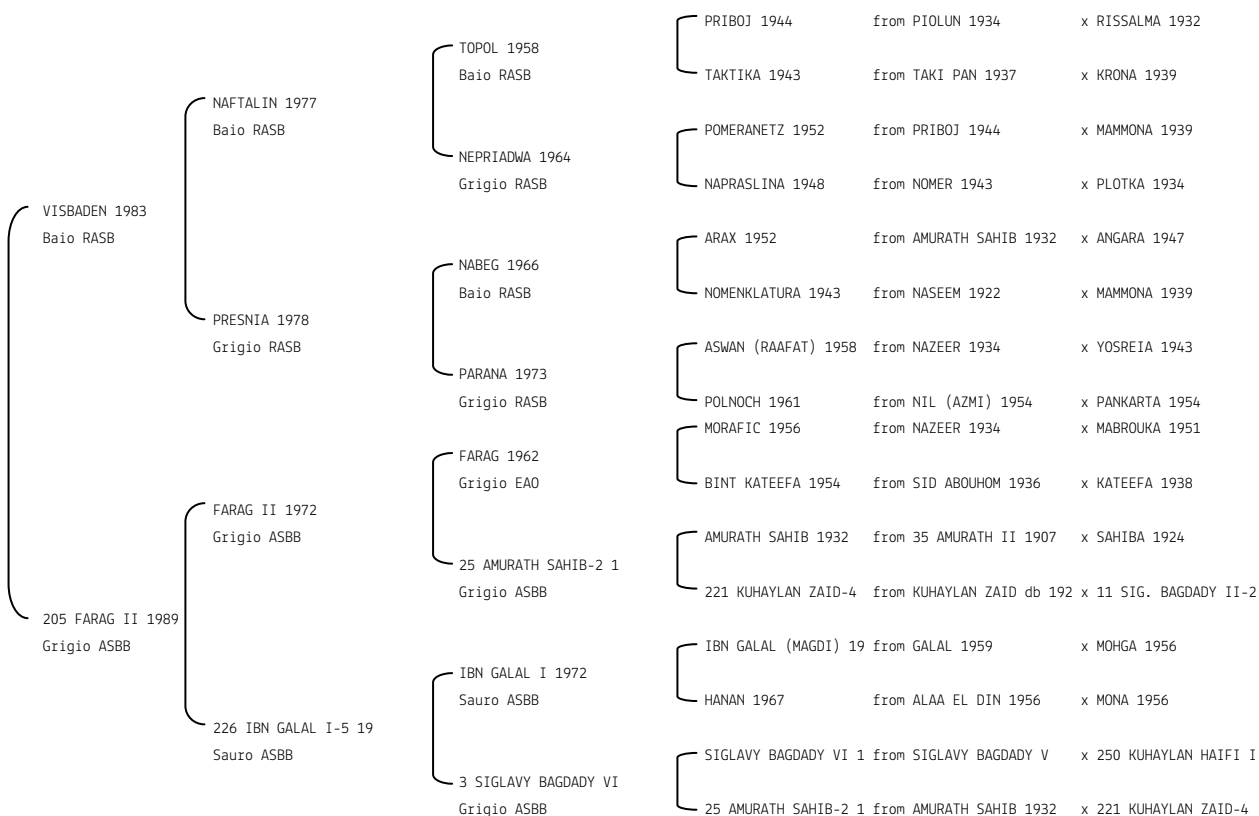 PRIBOJ 1944 from PIOLUN 1934 x RISSALMA 1932
TOPOL 1958
Baio RASB
TAKTIKA 1943 from TAKI PAN 1937 x KRONA 1939
NAFTALIN 1977
Baio RASB
POMERANETZ 1952 from PRIBOJ 1944 x MAMMONA 1939
NEPRIADWA 1964
Grigio RASB
NAPRASLINA 1948 from NOMER 1943 x PLOTKA 1934
VISBADEN 1983
Baio RASB
ARAX 1952 from AMURATH SAHIB 1932 x ANGARA 1947
NABEG 1966
Baio RASB
NOMENKLATURA 1943 from NASEEM 1922 x MAMMONA 1939
PRESNIA 1978
Grigio RASB
ASWAN (RAAFAT) 1958 from NAZEER 1934 x YOSREIA 1943
PARANA 1973
Grigio RASB
POLNOCH 1961 from NIL (AZMI) 1954 x PANKARTA 1954
MORAFIC 1956 from NAZEER 1934 x MABROUKA 1951
FARAG 1962
Grigio EAO
BINT KATEEFA 1954 from SID ABOUHOM 1936 x KATEEFA 1938
FARAG II 1972
Grigio ASBB
AMURATH SAHIB 1932 from 35 AMURATH II 1907 x SAHIBA 1924
25 AMURATH SAHIB-2 1
Grigio ASBB
221 KUHAYLAN ZAID-4 from KUHAYLAN ZAID db 192 x 11 SIG. BAGDADY II-2
205 FARAG II 1989
Grigio ASBB
IBN GALAL (MAGDI) 19 from GALAL 1959 x MOHGA 1956
IBN GALAL I 1972
Sauro ASBB
HANAN 1967 from ALAA EL DIN 1956 x MONA 1956
226 IBN GALAL I-5 19
Sauro ASBB
SIGLAVY BAGDADY VI 1 from SIGLAVY BAGDADY V x 250 KUHAYLAN HAIFI I
3 SIGLAVY BAGDADY VI
Grigio ASBB
25 AMURATH SAHIB-2 1 from AMURATH SAHIB 1932 x 221 KUHAYLAN ZAID-4